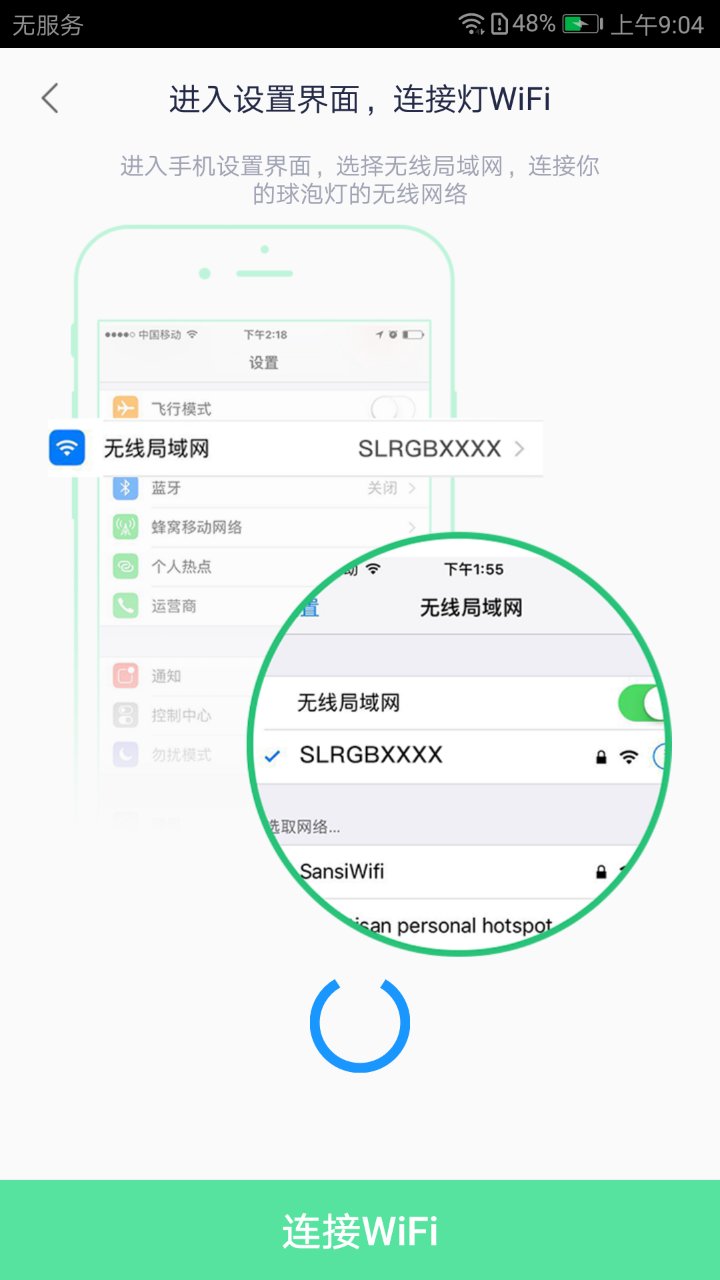 无服务 48% 上午9:04
进入设置界面，连接灯WiFi
进入手机设置界面，选择无线局域网，连接你
的球泡灯的无线网络
中国移动 下午2:18
设置
飞行模式
无线局域网 SLRGBXXXX
蓝牙 关闭
蜂窝移动网络
个人热点
运营商
通知
控制中心
勿扰模式
动 下午1:55
置 无线局域网
无线局域网
SLRGBXXXX
选取网络...
SansiWifi
isan personal hotspot
连接WiFi